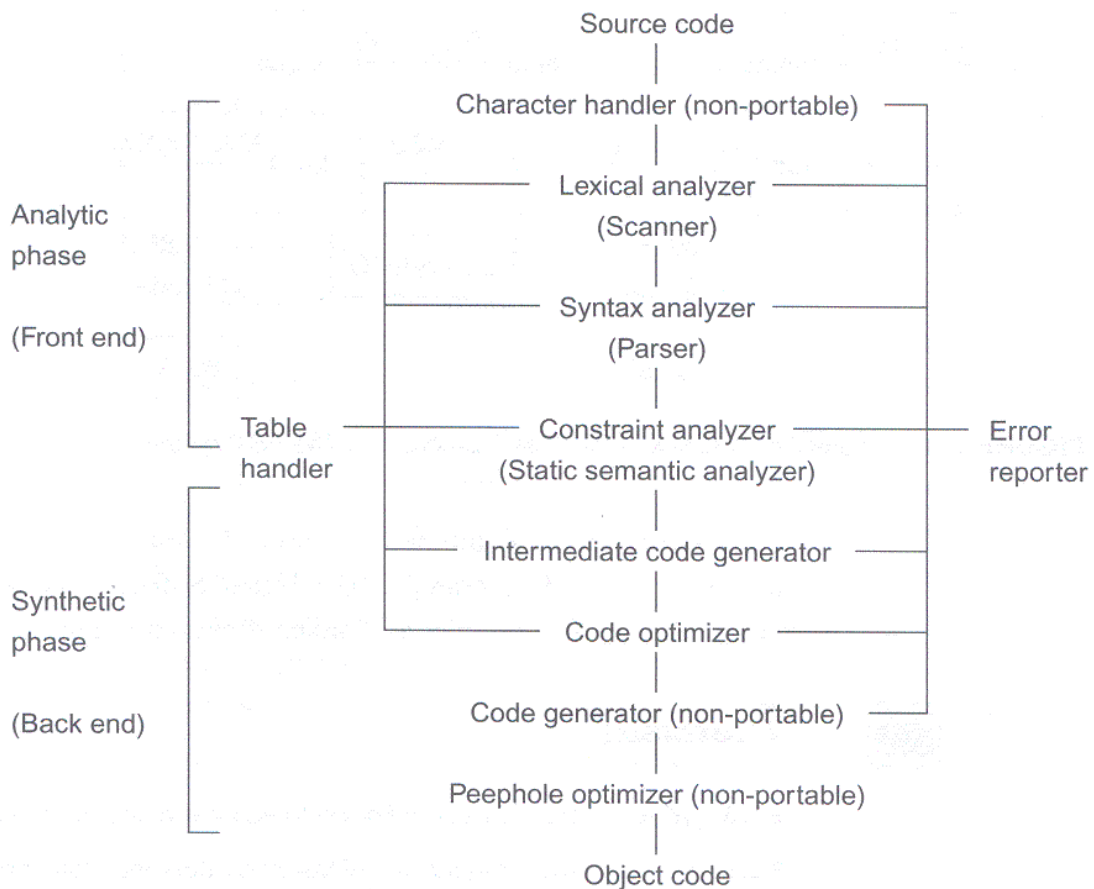 Source code
Character handler (non-portable)
Lexical analyzer
(Scanner)
Analytic
phase
(Front end)
Syntax analyzer
(Parser)
Table
handler
Constraint analyzer
(Static semantic analyzer)
Error
reporter
Intermediate code generator
Synthetic
phase
(Back end)
Code optimizer
Code generator (non-portable)
Peephole optimizer (non-portable)
Object code